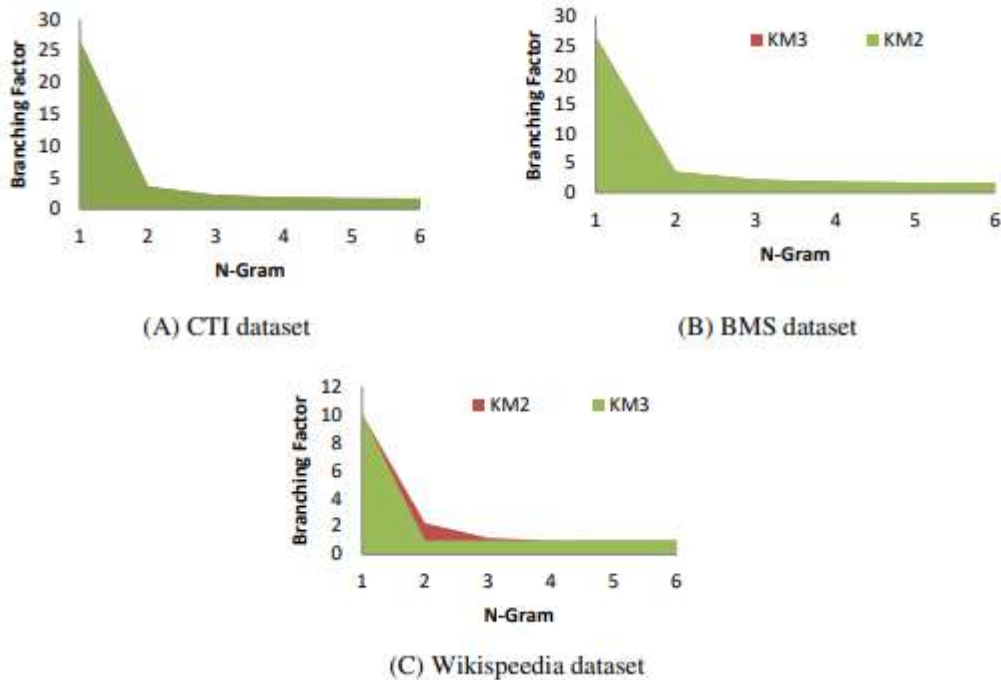 30
25
20
15
10
5
0
Branching Factor
1 2 3 4 5 6
N-Gram
(A) CTI dataset
30
25
20
15
10
5
0
Branching Factor
KM3 KM2
1 2 3 4 5 6
N-Gram
(B) BMS dataset
12
10
8
6
4
2
0
Branching Factor
KM2 KM3
1 2 3 4 5 6
N-Gram
(C) Wikispeedia dataset